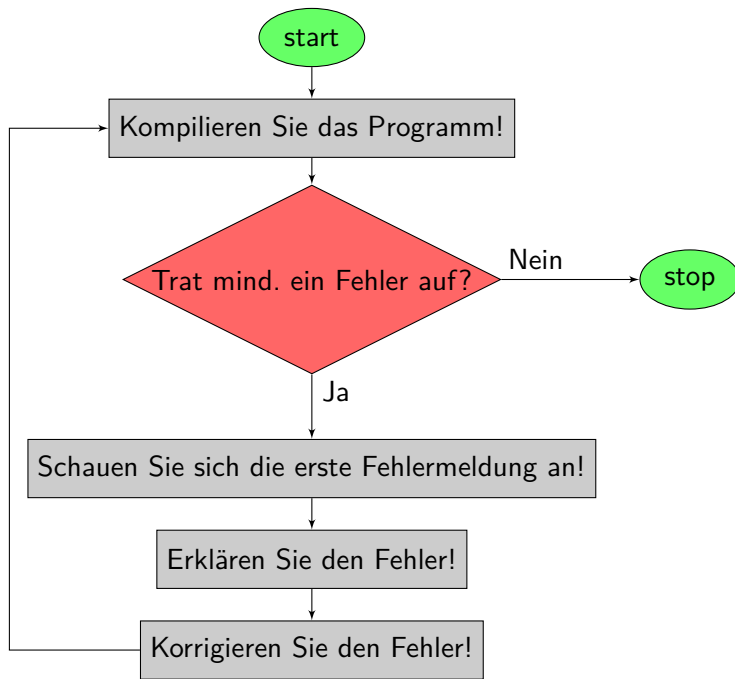 start
Kompilieren Sie das Programm!
Trat mind. ein Fehler auf?
Nein
stop
Ja
Schauen Sie sich die erste Fehlermeldung an!
Erklären Sie den Fehler!
Korrigieren Sie den Fehler!